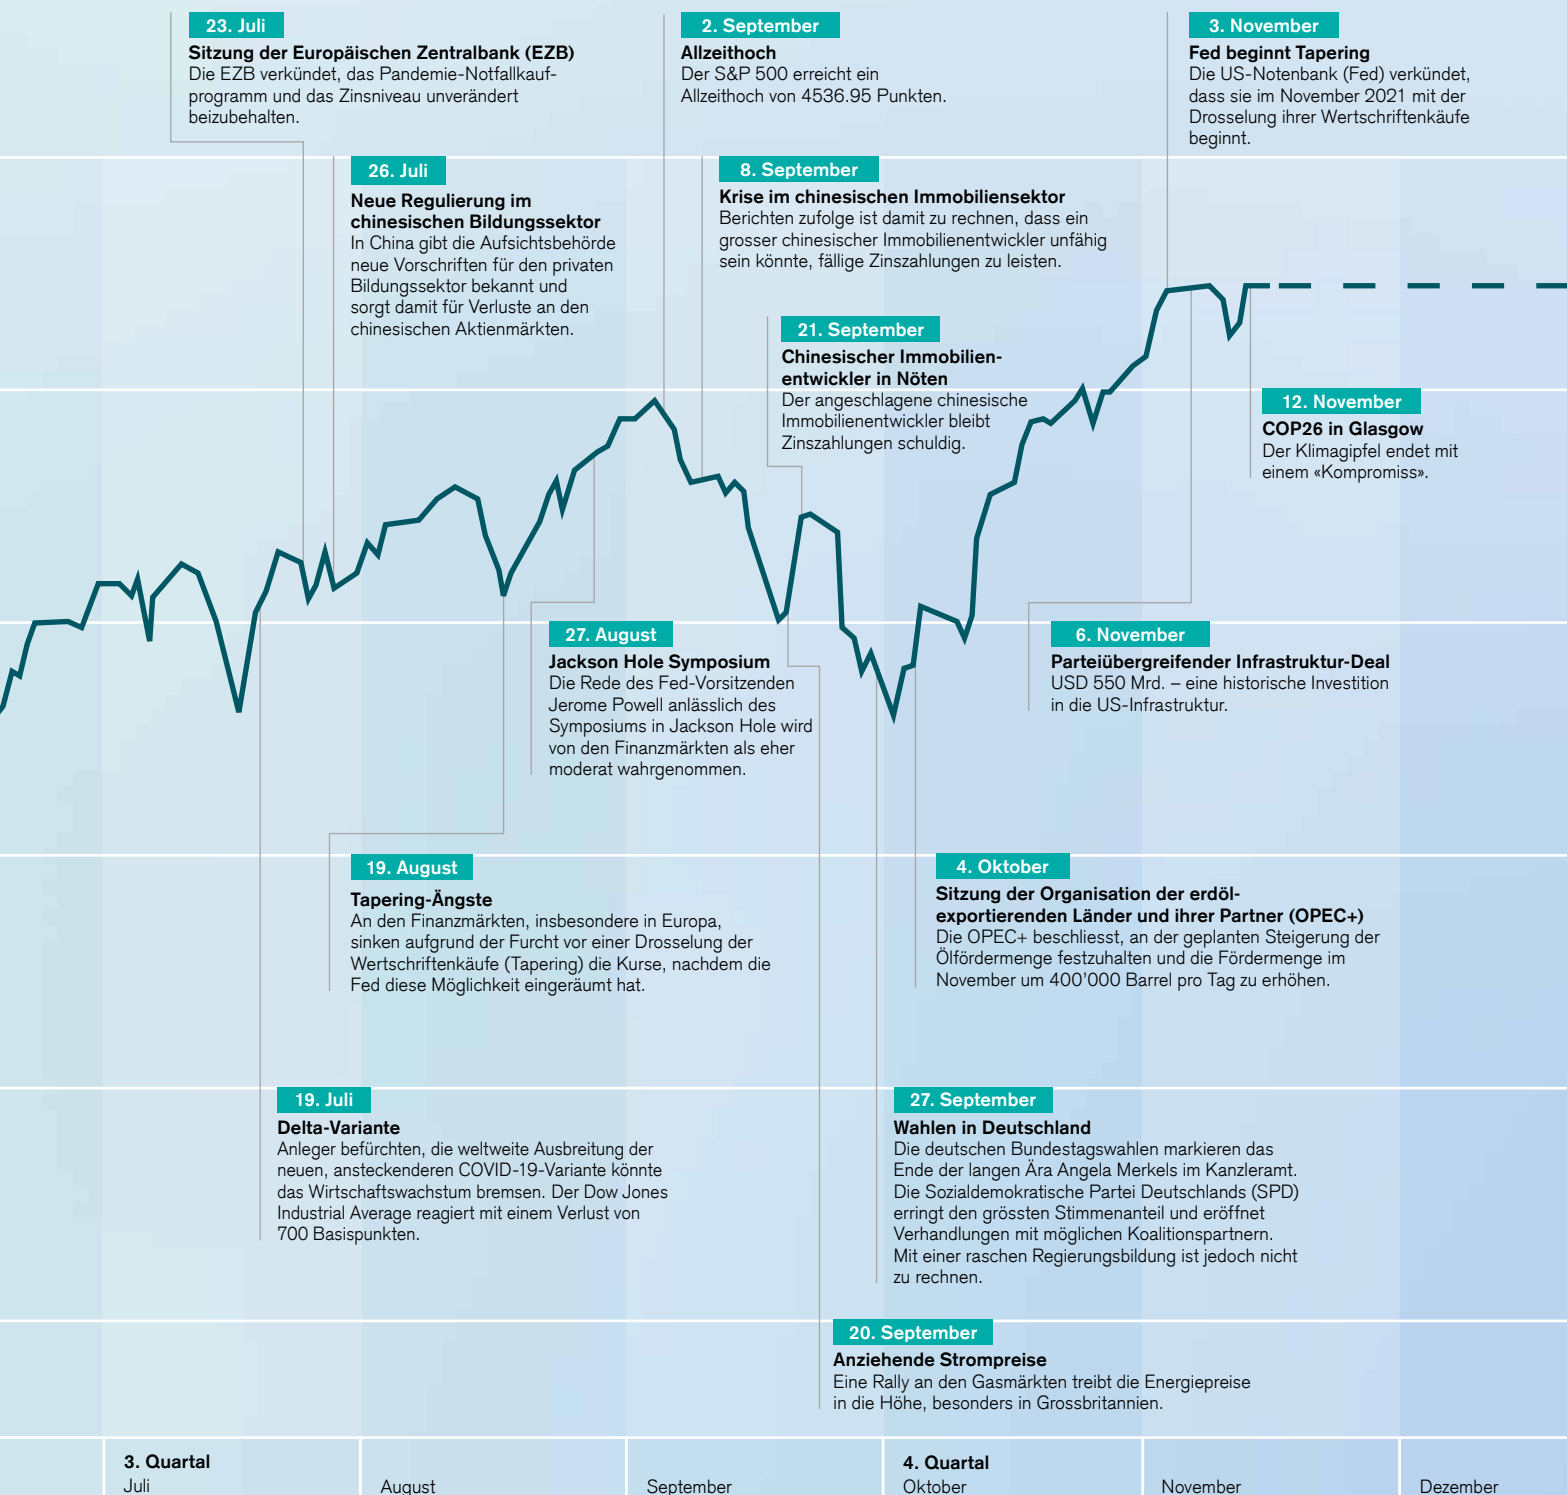 23. Juli
Sitzung der Europäischen Zentralbank (EZB)
Die EZB verkündet, das Pandemie-Notfallkauf-
programm und das Zinsniveau unverändert
beizubehalten.
2. September
Allzeithoch
Der S&P 500 erreicht ein
Allzeithoch von 4536.95 Punkten.
3. November
Fed beginnt Tapering
Die US-Notenbank (Fed) verkündet,
dass sie im November 2021 mit der
Drosselung ihrer Wertschriftenkäufe
beginnt.
26. Juli
Neue Regulierung im
chinesischen Bildungssektor
In China gibt die Aufsichtsbehörde
neue Vorschriften für den privaten
Bildungssektor bekannt und
sorgt damit für Verluste an den
chinesischen Aktienmärkten.
8. September
Krise im chinesischen Immobiliensektor
Berichten zufolge ist damit zu rechnen, dass ein
grosser chinesischer Immobilienentwickler unfähig
sein könnte, fällige Zinszahlungen zu leisten.
21. September
Chinesischer Immobilien-
entwickler in Nöten
Der angeschlagene chinesische
Immobilienentwickler bleibt
Zinszahlungen schuldig.
12. November
COP26 in Glasgow
Der Klimagipfel endet mit
einem «Kompromiss».
27. August
Jackson Hole Symposium
Die Rede des Fed-Vorsitzenden
Jerome Powell anlässlich des
Symposiums in Jackson Hole wird
von den Finanzmärkten als eher
moderat wahrgenommen.
6. November
Parteiübergreifender Infrastruktur-Deal
USD 550 Mrd. – eine historische Investition
in die US-Infrastruktur.
19. August
Tapering-Ängste
An den Finanzmärkten, insbesondere in Europa,
sinken aufgrund der Furcht vor einer Drosselung der
Wertschriftenkäufe (Tapering) die Kurse, nachdem die
Fed diese Möglichkeit eingeräumt hat.
4. Oktober
Sitzung der Organisation der erdöl-
exportierenden Länder und ihrer Partner (OPEC+)
Die OPEC+ beschliesst, an der geplanten Steigerung der
Ölfördermenge festzuhalten und die Fördermenge im
November um 400’000 Barrel pro Tag zu erhöhen.
19. Juli
Delta-Variante
Anleger befürchten, die weltweite Ausbreitung der
neuen, ansteckenderen COVID-19-Variante könnte
das Wirtschaftswachstum bremsen. Der Dow Jones
Industrial Average reagiert mit einem Verlust von
700 Basispunkten.
27. September
Wahlen in Deutschland
Die deutschen Bundestagswahlen markieren das
Ende der langen Ära Angela Merkels im Kanzleramt.
Die Sozialdemokratische Partei Deutschlands (SPD)
erringt den grössten Stimmenanteil und eröffnet
Verhandlungen mit möglichen Koalitionspartnern.
Mit einer raschen Regierungsbildung ist jedoch nicht
zu rechnen.
20. September
Anziehende Strompreise
Eine Rally an den Gasmärkten treibt die Energiepreise
in die Höhe, besonders in Grossbritannien.
3. Quartal
4. Quartal
Juli
August
September
Oktober
November
Dezember